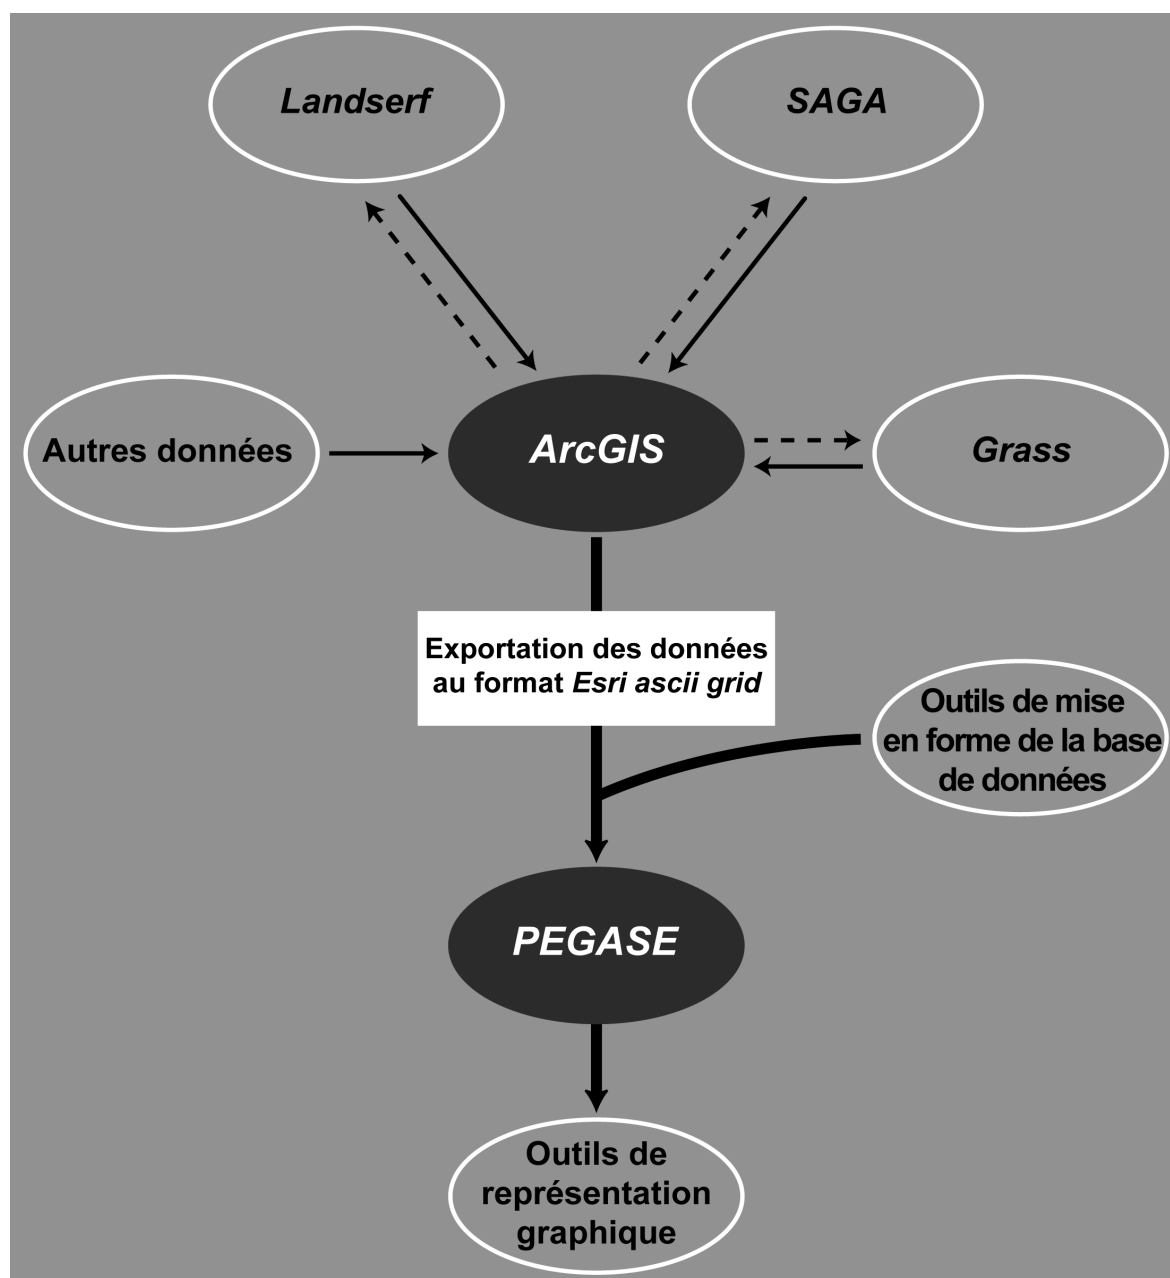 Landserf
SAGA
Autres données
ArcGIS
Grass
Exportation des données
au format Esri ascii grid
Outils de mise
en forme de la base
de données
PEGASE
Outils de
représentation
graphique